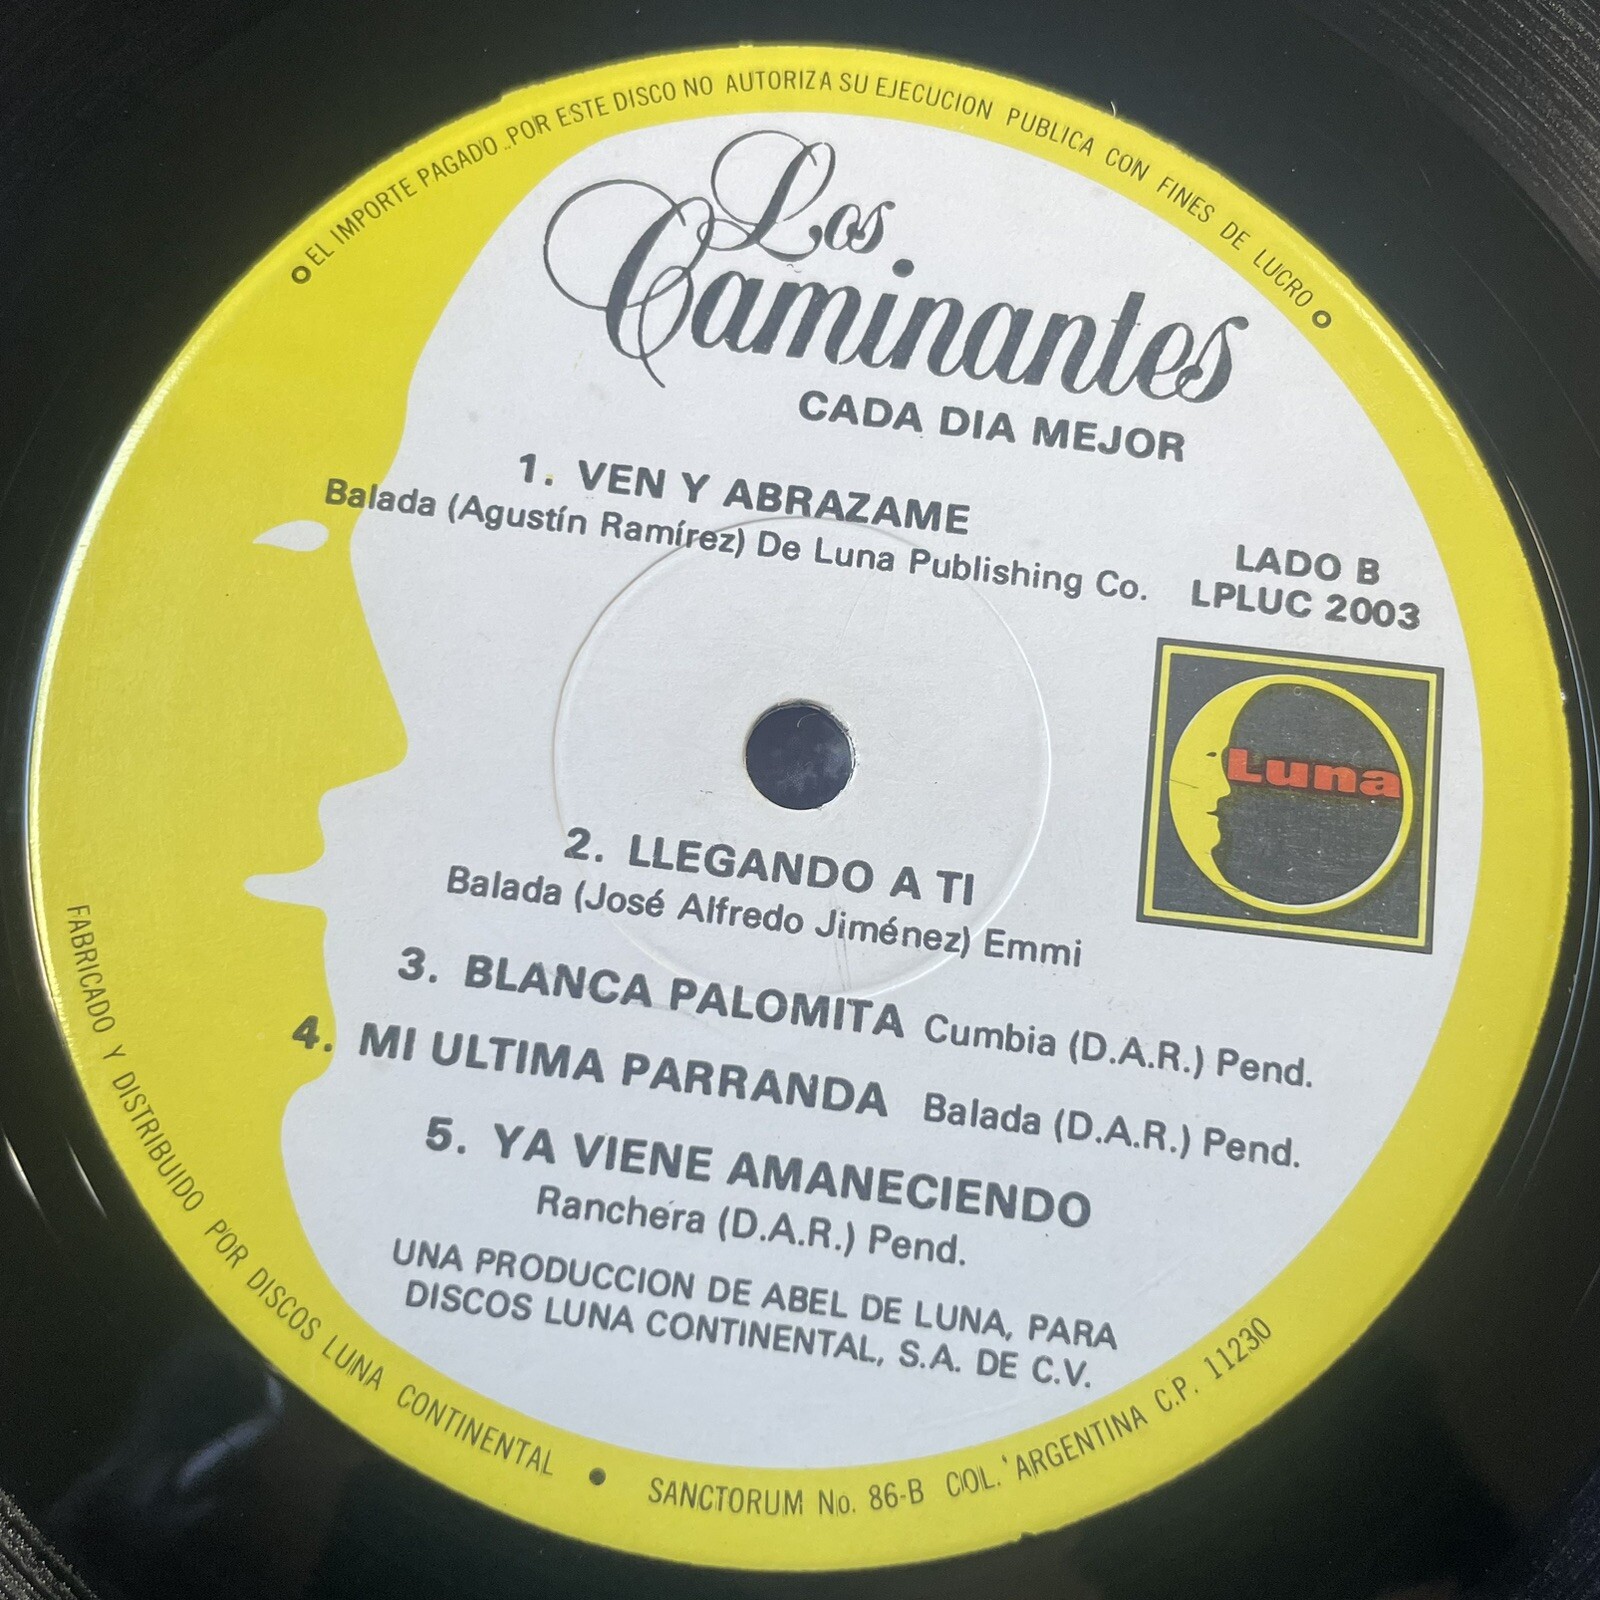 EL IMPORTE PAGADO POR ESTE DISCO NO AUTORIZA SU EJECUCION PUBLICA CON FINES DE LUCRO
Los
Caminantes
CADA DIA MEJOR
1. VEN Y ABRAZAME
Balada (Agustín Ramírez) De Luna Publishing Co.
LADO B
LPLUC 2003
Luna
2. LLEGANDO A TI
Balada (José Alfredo Jiménez) Emmi
3. BLANCA PALOMITA Cumbia (D.A.R.) Pend.
4. MI ULTIMA PARRANDA Balada (D.A.R.) Pend.
5. YA VIENE AMANECIENDO
Ranchera (D.A.R.) Pend.
UNA PRODUCCION DE ABEL DE LUNA, PARA
DISCOS LUNA CONTINENTAL, S.A. DE C.V.
FABRICADO Y DISTRIBUIDO POR DISCOS LUNA CONTINENTAL • SANCTORUM No. 86-B COL. ARGENTINA C.P. 11230